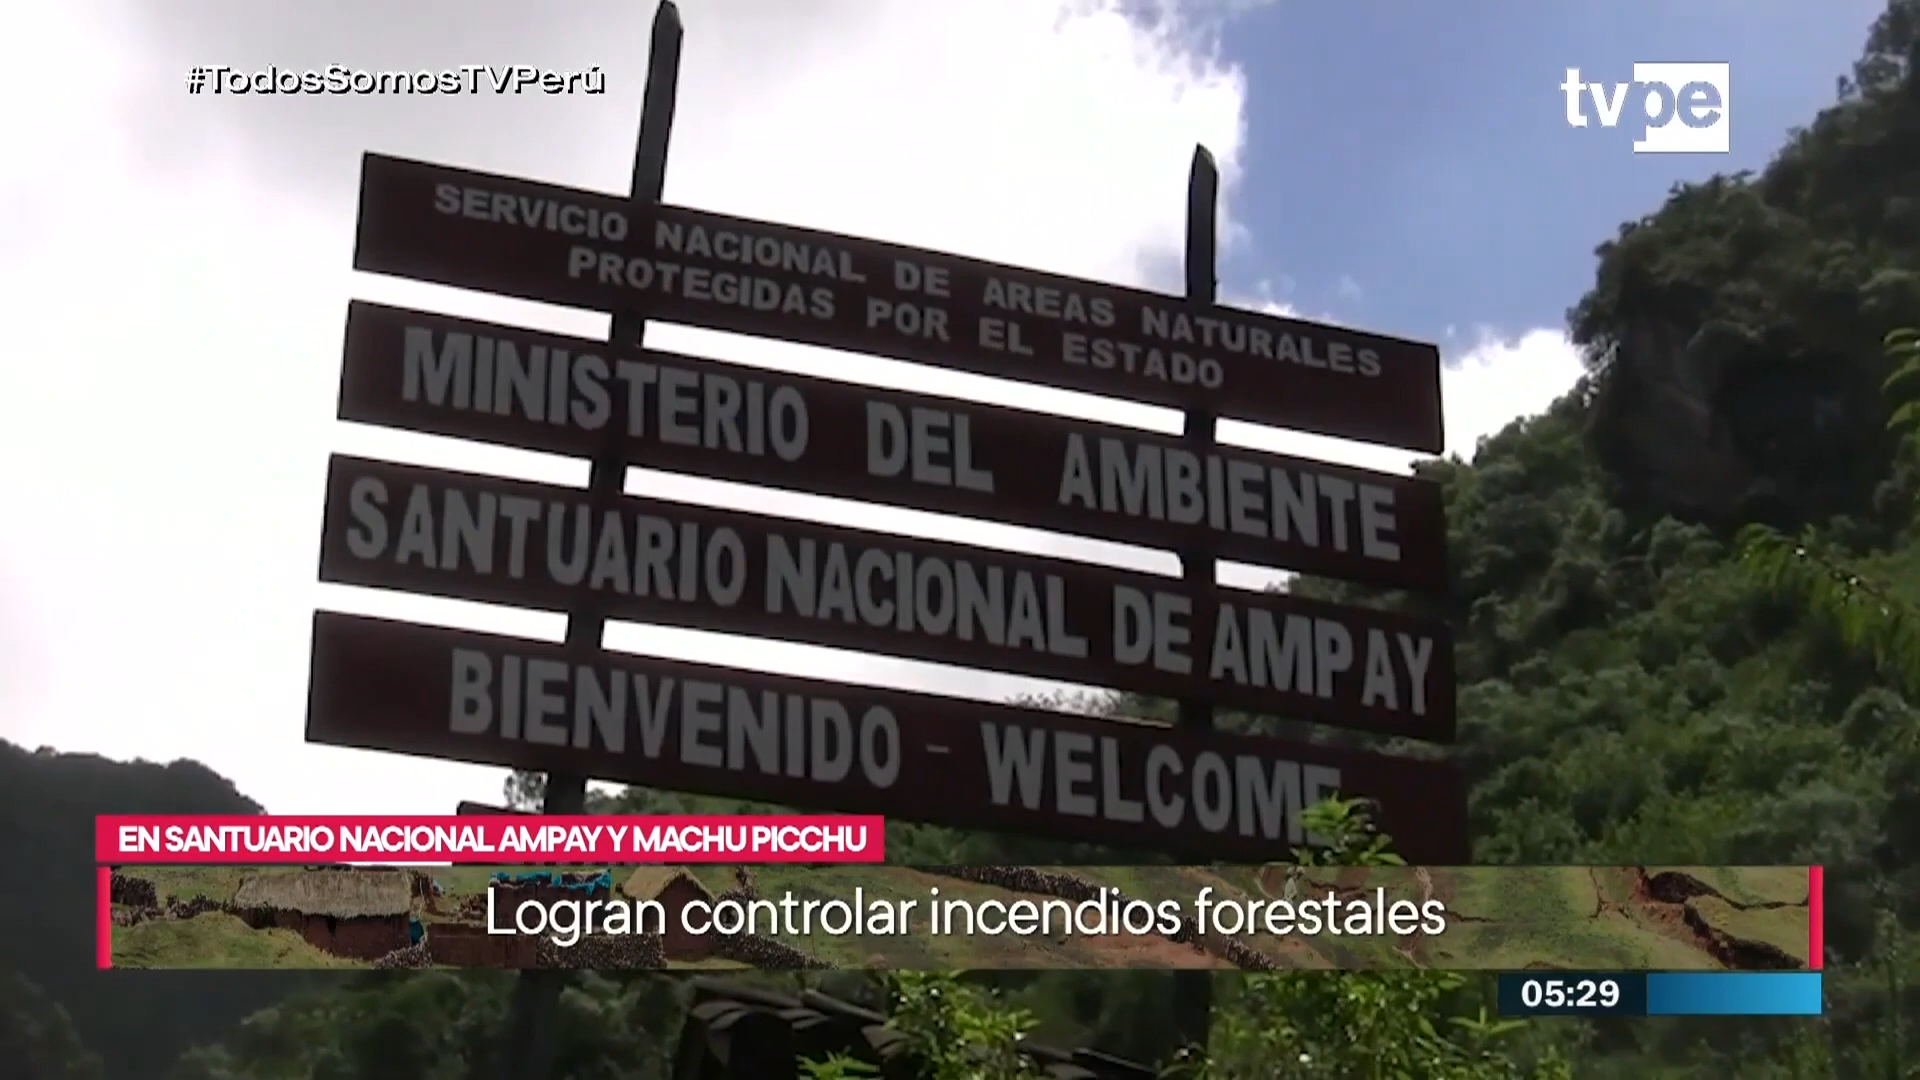 #TodosSomosTVPerú
tvpe
SERVICIO NACIONAL DE AREAS NATURALES
PROTEGIDAS POR EL ESTADO
MINISTERIO DEL AMBIENTE
SANTUARIO NACIONAL DE AMPAY
BIENVENIDO - WELCOME
EN SANTUARIO NACIONAL AMPAY Y MACHU PICCHU
Logran controlar incendios forestales
05:29